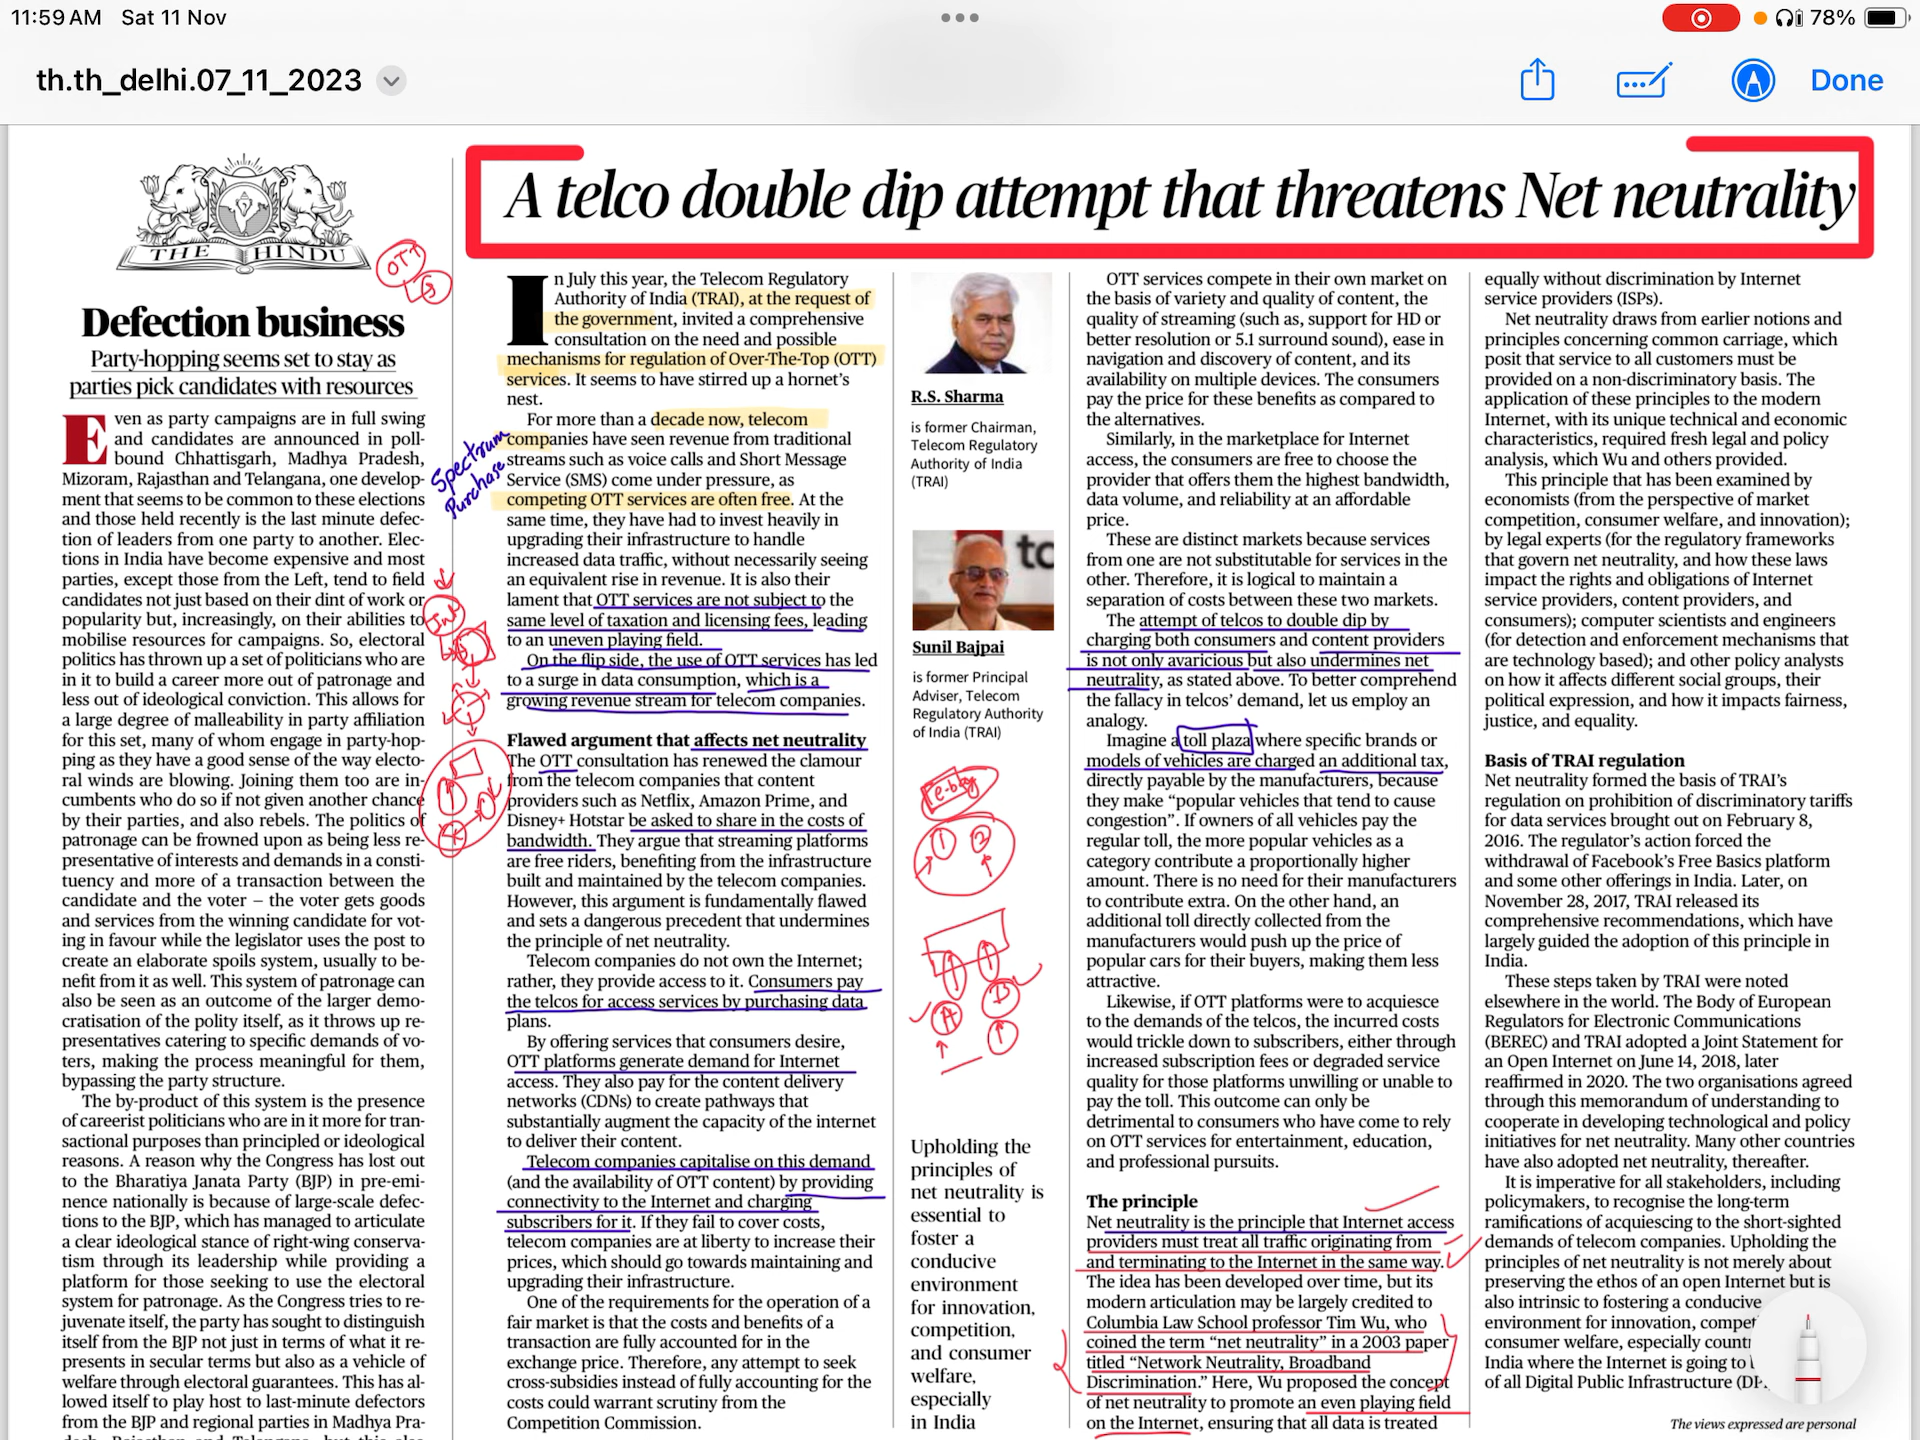 11:59 AM Sat 11 Nov
78%
th.th_delhi.07_11_2023
Done
THE HINDU
OTT
A telco double dip attempt that threatens Net neutrality
Defection business
Party-hopping seems set to stay as
parties pick candidates with resources
Even as party campaigns are in full swing
and candidates are announced in poll-
bound Chhattisgarh, Madhya Pradesh,
Mizoram, Rajasthan and Telangana, one develop-
ment that seems to be common to these elections
and those held recently is the last minute defec-
tion of leaders from one party to another. Elec-
tions in India have become expensive and most
parties, except those from the Left, tend to field
candidates not just based on their dint of work or
popularity but, increasingly, on their abilities to
mobilise resources for campaigns. So, electoral
politics has thrown up a set of politicians who are
in it to build a career more out of patronage and
less out of ideological conviction. This allows for
a large degree of malleability in party affiliation
for this set, many of whom engage in party-hop-
ping as they have a good sense of the way electo-
ral winds are blowing. Joining them too are in-
cumbents who do so if not given another chance
by their parties, and also rebels. The politics of
patronage can be frowned upon as being less re-
presentative of interests and demands in a consti-
tuency and more of a transaction between the
candidate and the voter – the voter gets goods
and services from the winning candidate for vot-
ing in favour while the legislator uses the post to
create an elaborate spoils system, usually to be-
nefit from it as well. This system of patronage can
also be seen as an outcome of the larger demo-
cratisation of the polity itself, as it throws up re-
presentatives catering to specific demands of vo-
ters, making the process meaningful for them,
bypassing the party structure.
The by-product of this system is the presence
of careerist politicians who are in it more for tran-
sactional purposes than principled or ideological
reasons. A reason why the Congress has lost out
to the Bharatiya Janata Party (BJP) in pre-emi-
nence nationally is because of large-scale defec-
tions to the BJP, which has managed to articulate
a clear ideological stance of right-wing conserva-
tism through its leadership while providing a
platform for those seeking to use the electoral
system for patronage. As the Congress tries to re-
juvenate itself, the party has sought to distinguish
itself from the BJP not just in terms of what it re-
presents in secular terms but also as a vehicle of
welfare through electoral guarantees. This has al-
lowed itself to play host to last-minute defectors
from the BJP and regional parties in Madhya Pra-
desh, Rajasthan and Telangana, but this also
Spectrum
Purchase
In July this year, the Telecom Regulatory
Authority of India (TRAI), at the request of
the government, invited a comprehensive
consultation on the need and possible
mechanisms for regulation of Over-The-Top (OTT)
services. It seems to have stirred up a hornet's
nest.
For more than a decade now, telecom
companies have seen revenue from traditional
streams such as voice calls and Short Message
Service (SMS) come under pressure, as
competing OTT services are often free. At the
same time, they have had to invest heavily in
upgrading their infrastructure to handle
increased data traffic, without necessarily seeing
an equivalent rise in revenue. It is also their
lament that OTT services are not subject to the
same level of taxation and licensing fees, leading
to an uneven playing field.
On the flip side, the use of OTT services has led
to a surge in data consumption, which is a
growing revenue stream for telecom companies.
Flawed argument that affects net neutrality
The OTT consultation has renewed the clamour
from the telecom companies that content
providers such as Netflix, Amazon Prime, and
Disney+ Hotstar be asked to share in the costs of
bandwidth. They argue that streaming platforms
are free riders, benefiting from the infrastructure
built and maintained by the telecom companies.
However, this argument is fundamentally flawed
and sets a dangerous precedent that undermines
the principle of net neutrality.
Telecom companies do not own the Internet;
rather, they provide access to it. Consumers pay
the telcos for access services by purchasing data
plans.
By offering services that consumers desire,
OTT platforms generate demand for Internet
access. They also pay for the content delivery
networks (CDNs) to create pathways that
substantially augment the capacity of the internet
to deliver their content.
Telecom companies capitalise on this demand
(and the availability of OTT content) by providing
connectivity to the Internet and charging
subscribers for it. If they fail to cover costs,
telecom companies are at liberty to increase their
prices, which should go towards maintaining and
upgrading their infrastructure.
One of the requirements for the operation of a
fair market is that the costs and benefits of a
transaction are fully accounted for in the
exchange price. Therefore, any attempt to seek
cross-subsidies instead of fully accounting for the
costs could warrant scrutiny from the
Competition Commission.
R.S. Sharma
is former Chairman,
Telecom Regulatory
Authority of India
(TRAI)
Sunil Bajpai
is former Principal
Adviser, Telecom
Regulatory Authority
of India (TRAI)
1 2
A B
Upholding the
principles of
net neutrality is
essential to
foster a
conducive
environment
for innovation,
competition,
and consumer
welfare,
especially
in India
OTT services compete in their own market on
the basis of variety and quality of content, the
quality of streaming (such as, support for HD or
better resolution or 5.1 surround sound), ease in
navigation and discovery of content, and its
availability on multiple devices. The consumers
pay the price for these benefits as compared to
the alternatives.
Similarly, in the marketplace for Internet
access, the consumers are free to choose the
provider that offers them the highest bandwidth,
data volume, and reliability at an affordable
price.
These are distinct markets because services
from one are not substitutable for services in the
other. Therefore, it is logical to maintain a
separation of costs between these two markets.
The attempt of telcos to double dip by
charging both consumers and content providers
is not only avaricious but also undermines net
neutrality, as stated above. To better comprehend
the fallacy in telcos' demand, let us employ an
analogy.
Imagine a toll plaza where specific brands or
models of vehicles are charged an additional tax,
directly payable by the manufacturers, because
they make “popular vehicles that tend to cause
congestion”. If owners of all vehicles pay the
regular toll, the more popular vehicles as a
category contribute a proportionally higher
amount. There is no need for their manufacturers
to contribute extra. On the other hand, an
additional toll directly collected from the
manufacturers would push up the price of
popular cars for their buyers, making them less
attractive.
Likewise, if OTT platforms were to acquiesce
to the demands of the telcos, the incurred costs
would trickle down to subscribers, either through
increased subscription fees or degraded service
quality for those platforms unwilling or unable to
pay the toll. This outcome can only be
detrimental to consumers who have come to rely
on OTT services for entertainment, education,
and professional pursuits.
The principle
Net neutrality is the principle that Internet access
providers must treat all traffic originating from
and terminating to the Internet in the same way.
The idea has been developed over time, but its
modern articulation may be largely credited to
Columbia Law School professor Tim Wu, who
coined the term “net neutrality” in a 2003 paper
titled “Network Neutrality, Broadband
Discrimination.” Here, Wu proposed the concept
of net neutrality to promote an even playing field
on the Internet, ensuring that all data is treated
equally without discrimination by Internet
service providers (ISPs).
Net neutrality draws from earlier notions and
principles concerning common carriage, which
posit that service to all customers must be
provided on a non-discriminatory basis. The
application of these principles to the modern
Internet, with its unique technical and economic
characteristics, required fresh legal and policy
analysis, which Wu and others provided.
This principle that has been examined by
economists (from the perspective of market
competition, consumer welfare, and innovation);
by legal experts (for the regulatory frameworks
that govern net neutrality, and how these laws
impact the rights and obligations of Internet
service providers, content providers, and
consumers); computer scientists and engineers
(for detection and enforcement mechanisms that
are technology based); and other policy analysts
on how it affects different social groups, their
political expression, and how it impacts fairness,
justice, and equality.
Basis of TRAI regulation
Net neutrality formed the basis of TRAI's
regulation on prohibition of discriminatory tariffs
for data services brought out on February 8,
2016. The regulator's action forced the
withdrawal of Facebook's Free Basics platform
and some other offerings in India. Later, on
November 28, 2017, TRAI released its
comprehensive recommendations, which have
largely guided the adoption of this principle in
India.
These steps taken by TRAI were noted
elsewhere in the world. The Body of European
Regulators for Electronic Communications
(BEREC) and TRAI adopted a Joint Statement for
an Open Internet on June 14, 2018, later
reaffirmed in 2020. The two organisations agreed
through this memorandum of understanding to
cooperate in developing technological and policy
initiatives for net neutrality. Many other countries
have also adopted net neutrality, thereafter.
It is imperative for all stakeholders, including
policymakers, to recognise the long-term
ramifications of acquiescing to the short-sighted
demands of telecom companies. Upholding the
principles of net neutrality is not merely about
preserving the ethos of an open Internet but is
also intrinsic to fostering a conducive
environment for innovation,
consumer welfare, especially
India where the Internet is going to
of all Digital Public Infrastructure
The views expressed are personal